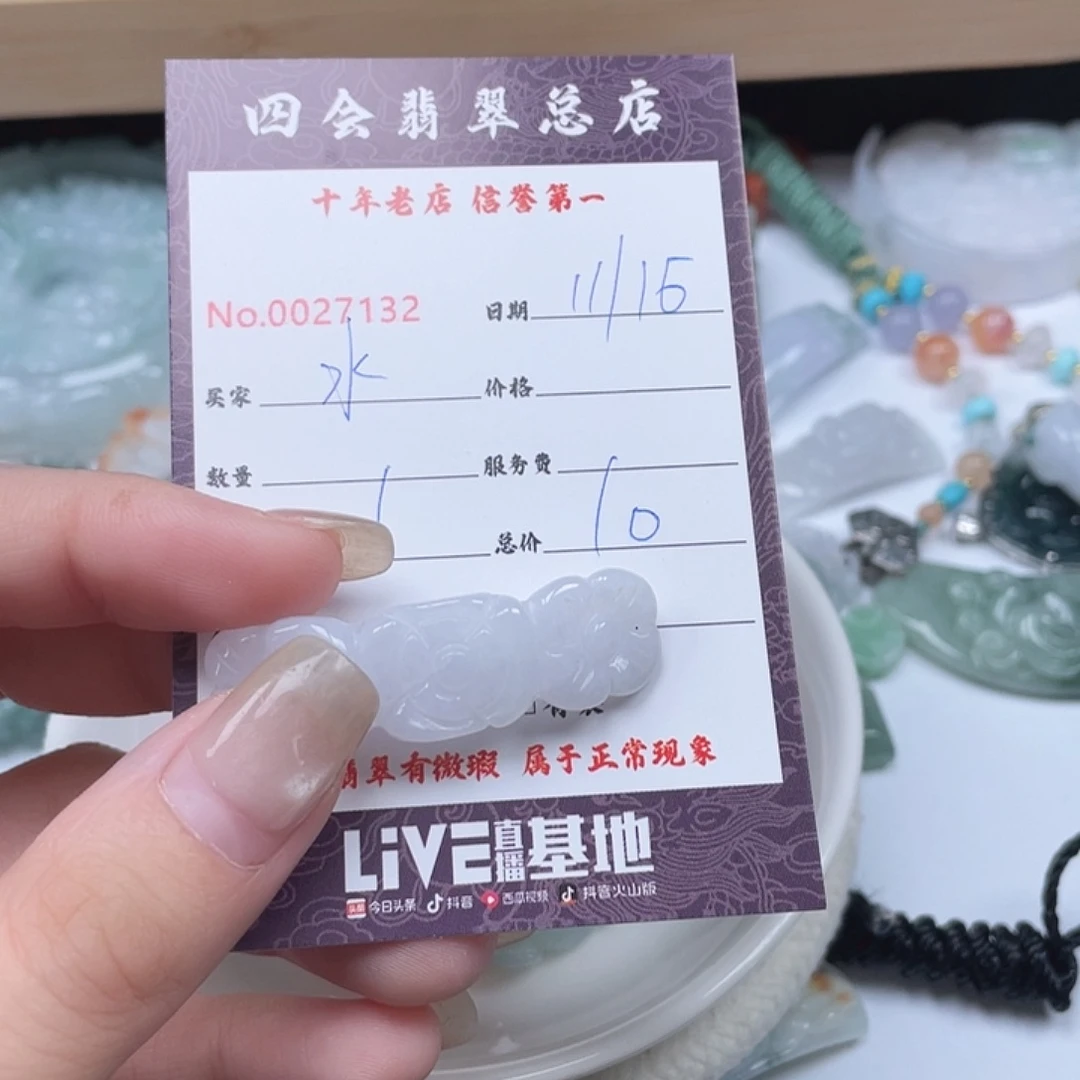 四会翡翠总店
十年老店 信誉第一
No.0027132 日期 11/15
买家 水 价格
数量 1 服务费
总价 10
翡翠有微瑕 属于正常现象
LiVE直播基地
头条 今日头条 抖音 西瓜视频 抖音火山版